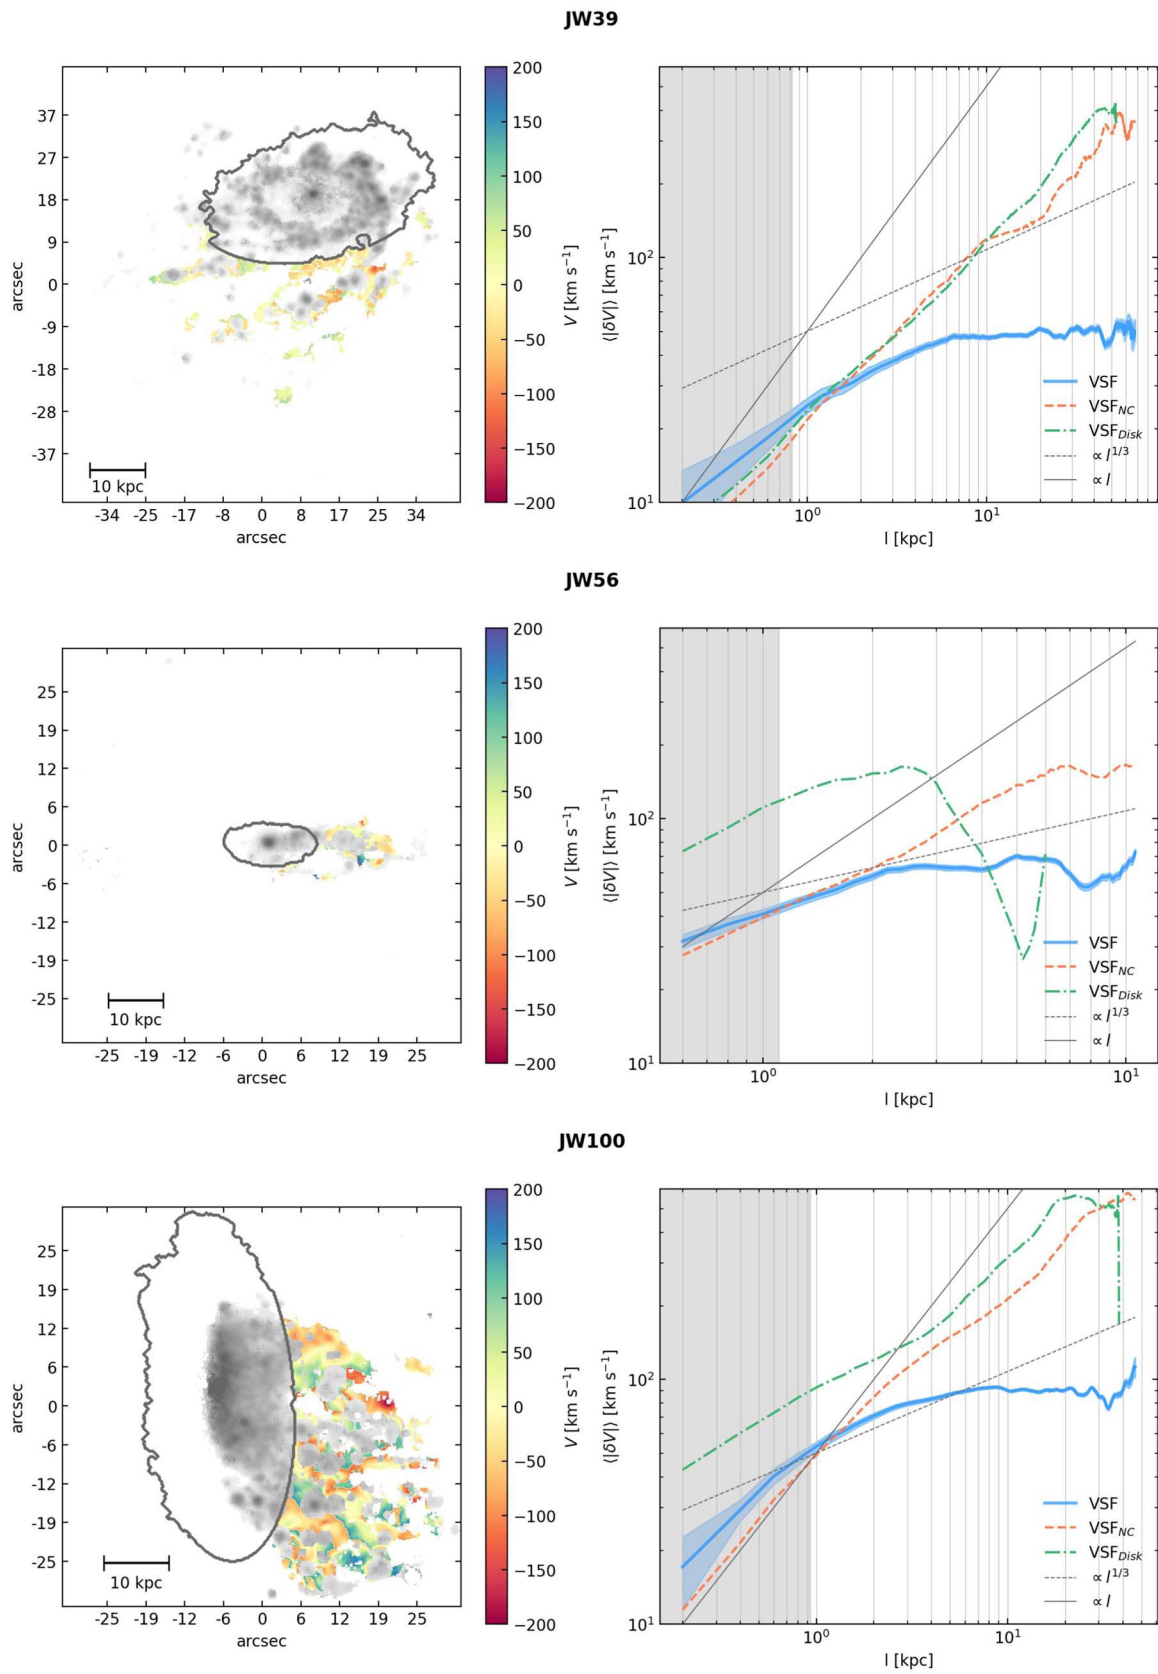 JW39
37
27
18
9
0
-9
-18
-28
-37
arcsec
10 kpc
-34 -25 -17 -8 0 8 17 25 34
arcsec
200
150
100
50
0
−50
−100
−150
−200
V [km s⁻¹]
⟨|δV|⟩ [km s⁻¹]
10²
10¹
VSF
VSF_NC
VSF_Disk
∝ l^{1/3}
∝ l
10⁰ 10¹
l [kpc]
JW56
25
19
12
6
0
-6
-12
-19
-25
arcsec
10 kpc
-25 -19 -12 -6 0 6 12 19 25
arcsec
200
150
100
50
0
−50
−100
−150
−200
V [km s⁻¹]
⟨|δV|⟩ [km s⁻¹]
10²
10¹
VSF
VSF_NC
VSF_Disk
∝ l^{1/3}
∝ l
10⁰ 10¹
l [kpc]
JW100
25
19
12
6
0
-6
-12
-19
-25
arcsec
10 kpc
-25 -19 -12 -6 0 6 12 19 25
arcsec
200
150
100
50
0
−50
−100
−150
−200
V [km s⁻¹]
⟨|δV|⟩ [km s⁻¹]
10²
10¹
VSF
VSF_NC
VSF_Disk
∝ l^{1/3}
∝ l
10⁰ 10¹
l [kpc]